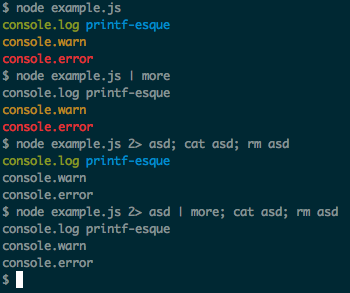 $ node example.js
console.log printf-esque
console.warn
console.error
$ node example.js | more
console.log printf-esque
console.warn
console.error
$ node example.js 2> asd; cat asd; rm asd
console.log printf-esque
console.warn
console.error
$ node example.js 2> asd | more; cat asd; rm asd
console.log printf-esque
console.warn
console.error
$